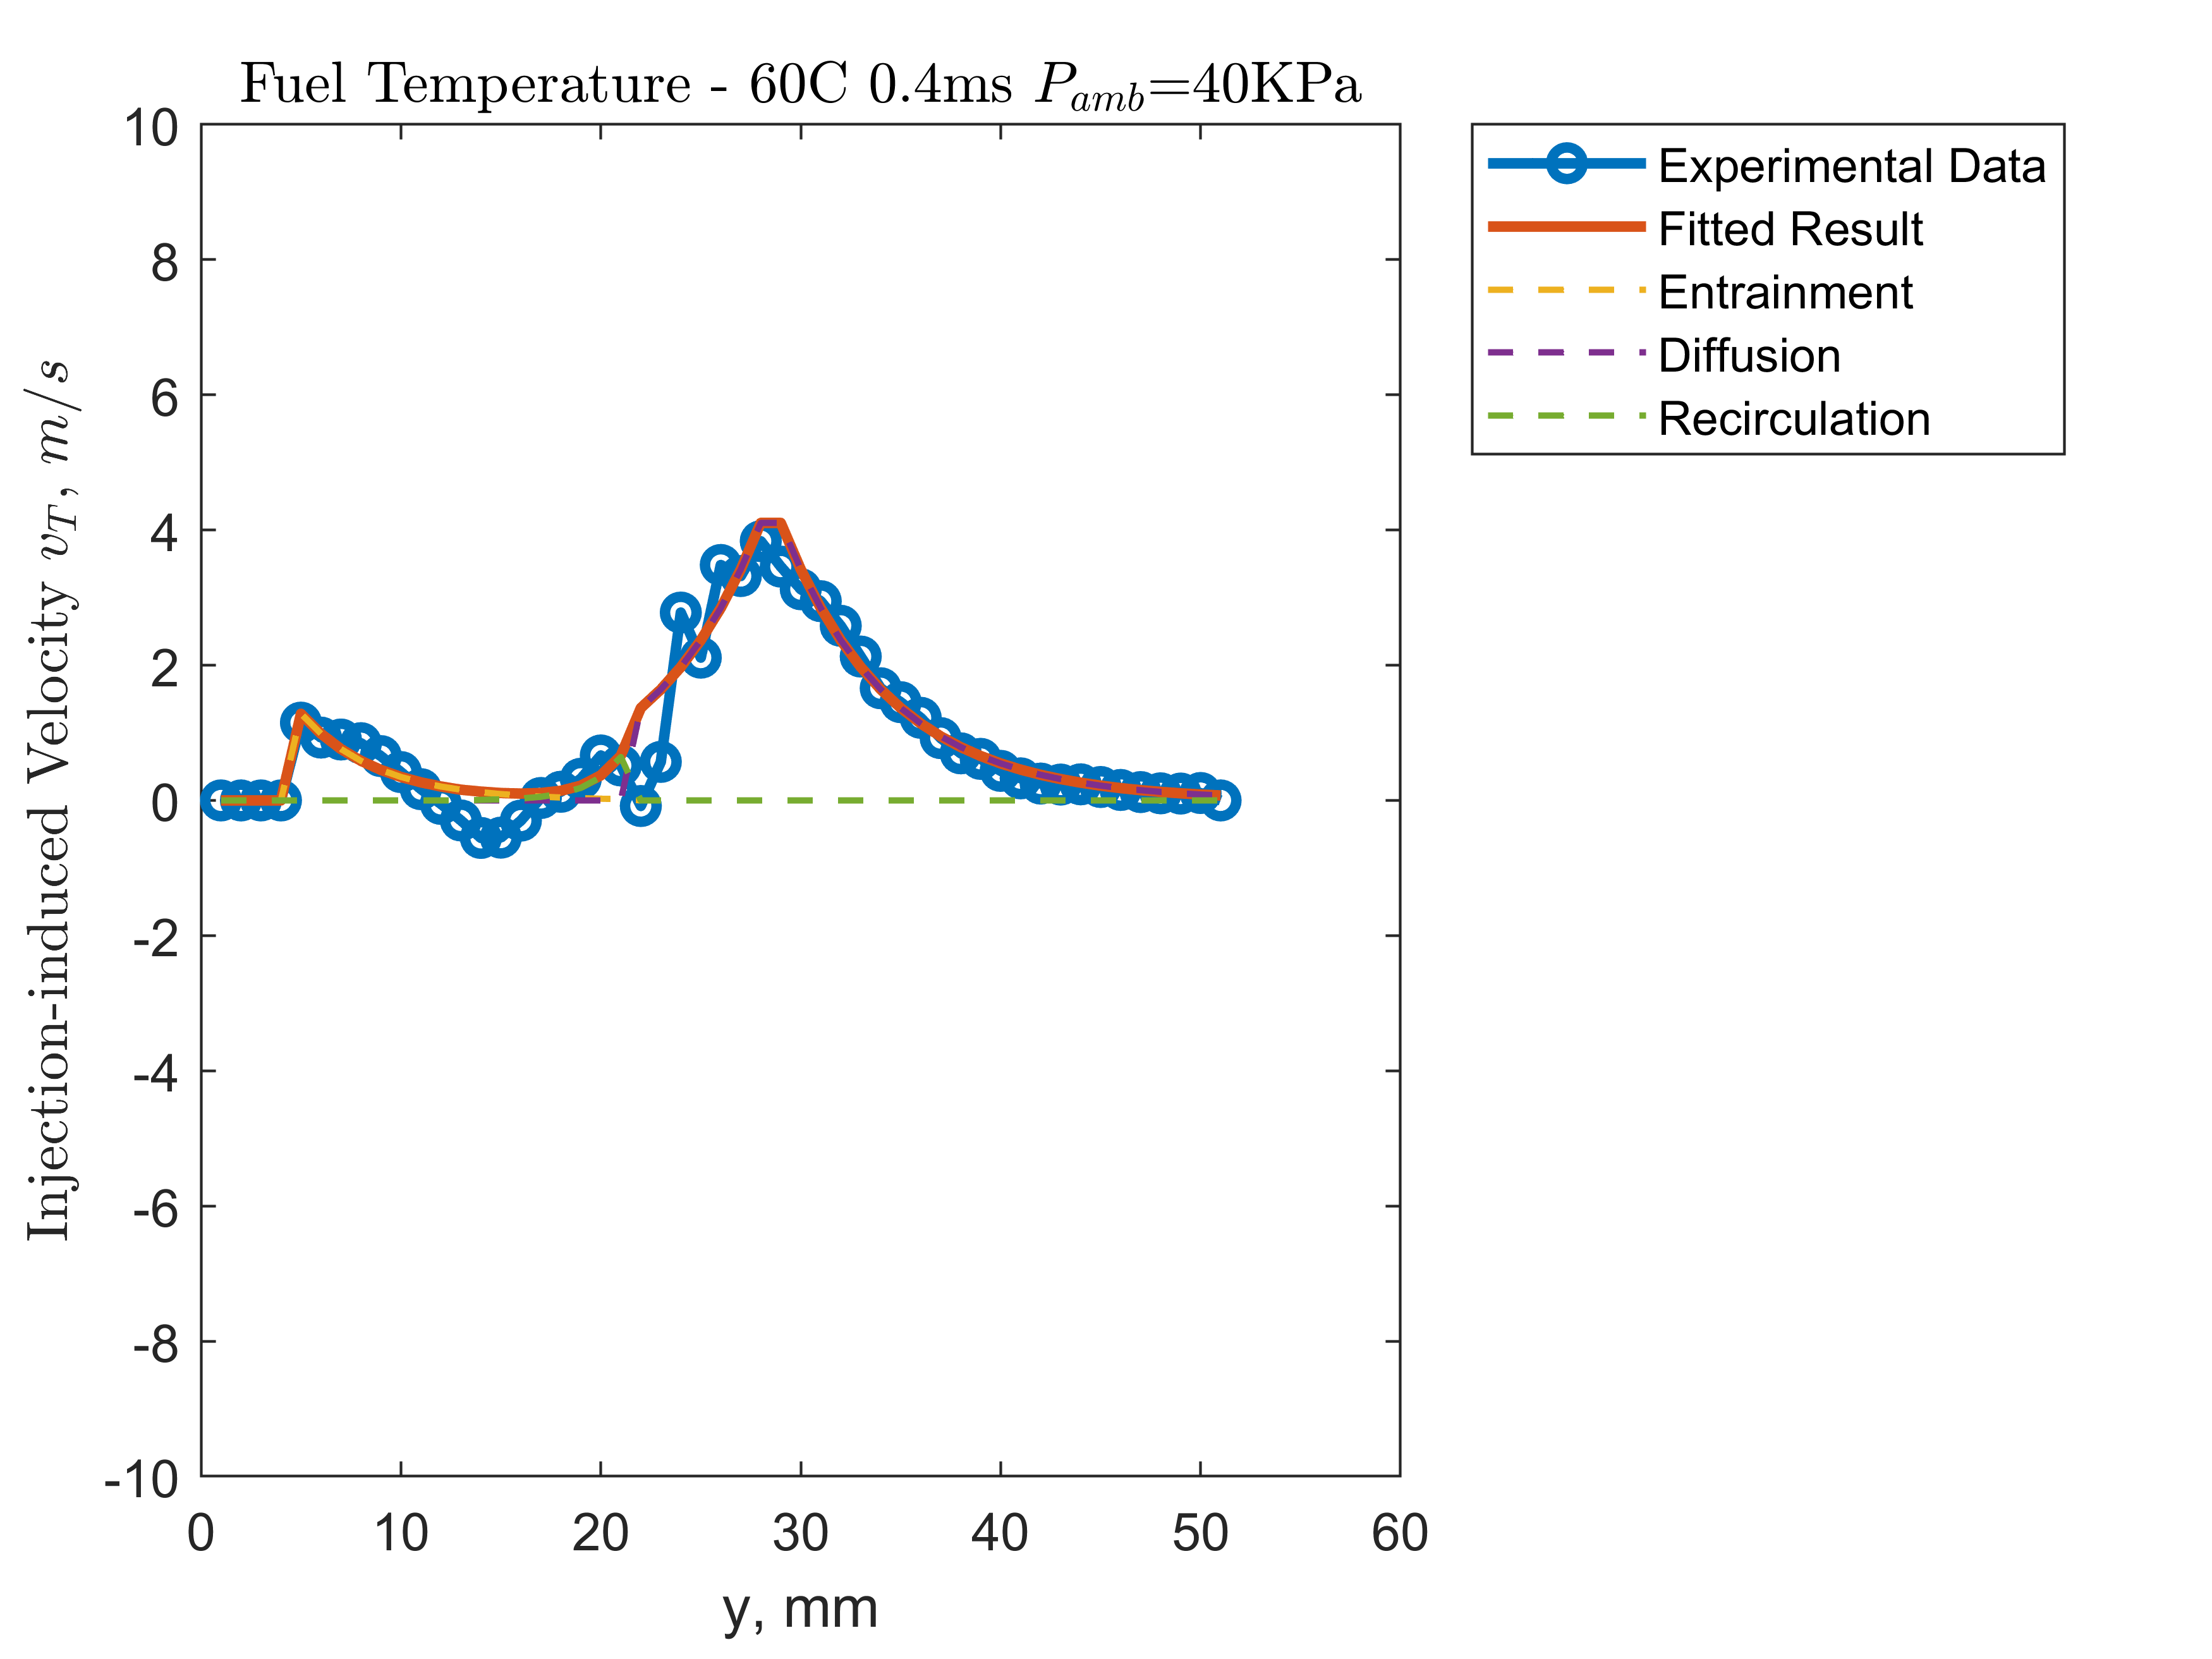 Fuel Temperature - 60C 0.4ms P_amb=40KPa
10
8
6
4
2
0
-2
-4
-6
-8
-10
Injection-induced Velocity v_T, m/s
0 10 20 30 40 50 60
y, mm
Experimental Data
Fitted Result
Entrainment
Diffusion
Recirculation